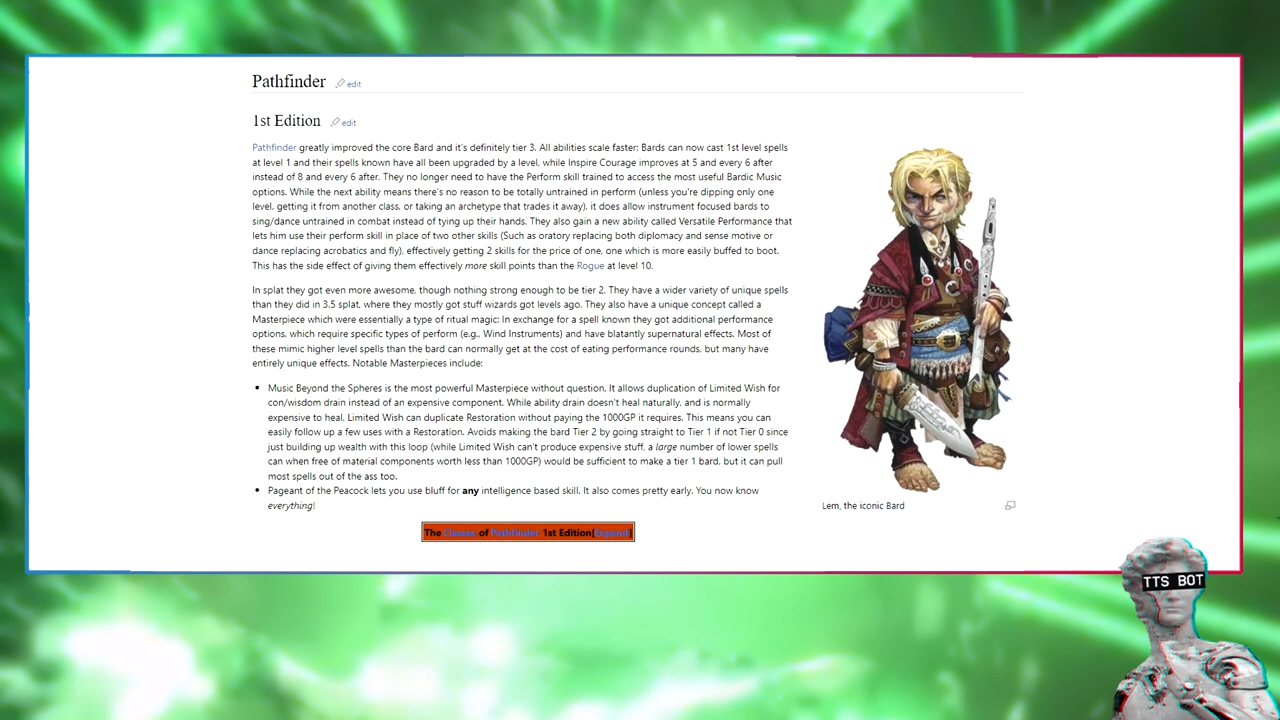 Pathfinder edit
1st Edition edit
Pathfinder greatly improved the core Bard and it's definitely tier 3. All abilities scale faster: Bards can now cast 1st level spells
at level 1 and their spells known have all been upgraded by a level, while Inspire Courage improves at 5 and every 6 after
instead of 8 and every 6 after. They no longer need to have the Perform skill trained to access the most useful Bardic Music
options. While the next ability means there's no reason to be totally untrained in perform (unless you're dipping only one
level, getting it from another class, or taking an archetype that trades it away), it does allow instrument focused bards to
sing/dance untrained in combat instead of tying up their hands. They also gain a new ability called Versatile Performance that
lets him use their perform skill in place of two other skills (Such as oratory replacing both diplomacy and sense motive or
dance replacing acrobatics and fly), effectively getting 2 skills for the price of one, one which is more easily buffed to boot.
This has the side effect of giving them effectively more skill points than the Rogue at level 10.
In splat they got even more awesome, though nothing strong enough to be tier 2. They have a wider variety of unique spells
than they did in 3.5 splat, where they mostly got stuff wizards got levels ago. They also have a unique concept called a
Masterpiece which were essentially a type of ritual magic: In exchange for a spell known they got additional performance
options, which require specific types of perform (e.g., Wind Instruments) and have blatantly supernatural effects. Most of
these mimic higher level spells than the bard can normally get at the cost of eating performance rounds, but many have
entirely unique effects. Notable Masterpieces include:
• Music Beyond the Spheres is the most powerful Masterpiece without question. It allows duplication of Limited Wish for
con/wisdom drain instead of an expensive component. While ability drain doesn't heal naturally, and is normally
expensive to heal, Limited Wish can duplicate Restoration without paying the 1000GP it requires. This means you can
easily follow up a few uses with a Restoration. Avoids making the bard Tier 2 by going straight to Tier 1 if not Tier 0 since
just building up wealth with this loop (while Limited Wish can't produce expensive stuff, a large number of lower spells
can when free of material components worth less than 1000GP) would be sufficient to make a tier 1 bard, but it can pull
most spells out of the ass too.
• Pageant of the Peacock lets you use bluff for any intelligence based skill. It also comes pretty early. You now know
everything!
Lem, the iconic Bard
The Classes of Pathfinder 1st Edition[Expand]
TTS BOT